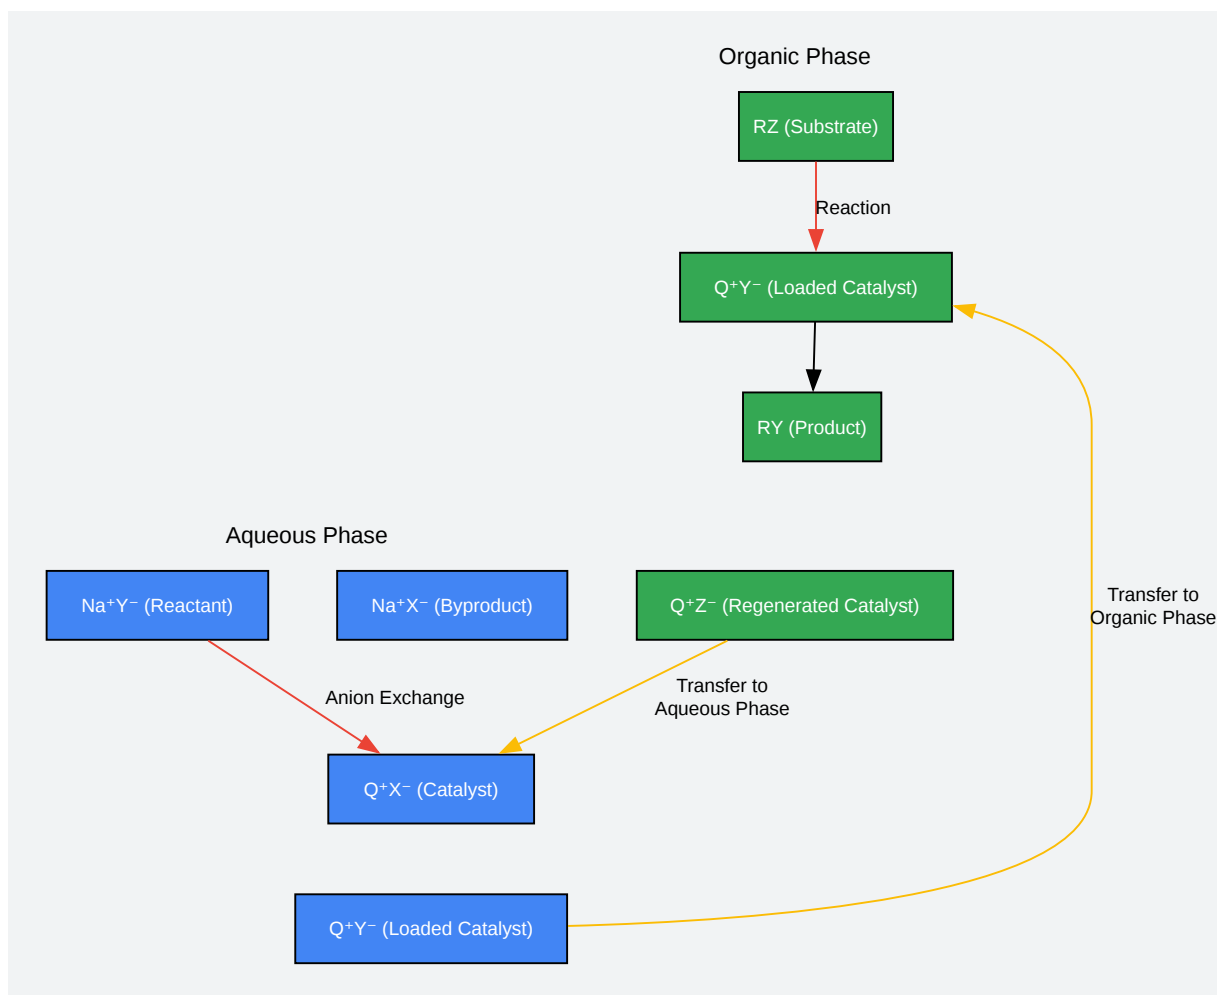 Organic Phase
RZ (Substrate)
Reaction
Q⁺Y⁻ (Loaded Catalyst)
RY (Product)
Aqueous Phase
Na⁺Y⁻ (Reactant)
Na⁺X⁻ (Byproduct)
Q⁺Z⁻ (Regenerated Catalyst)
Transfer to
Organic Phase
Anion Exchange
Transfer to
Aqueous Phase
Q⁺X⁻ (Catalyst)
Q⁺Y⁻ (Loaded Catalyst)